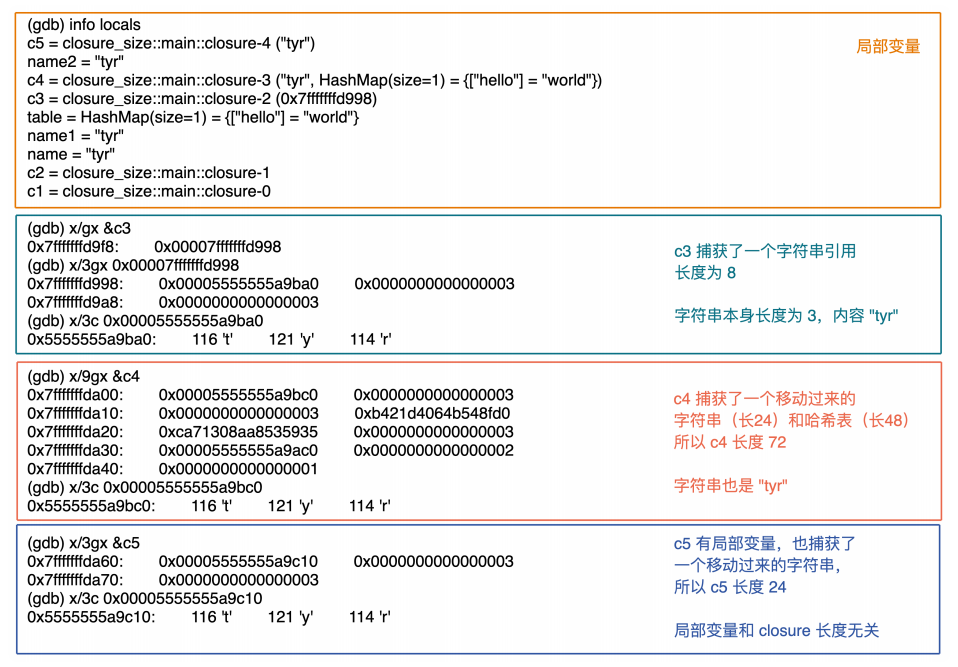 (gdb) info locals
c5 = closure_size::main::closure-4 ("tyr")
局部变量
name2 = "tyr"
c4 = closure_size::main::closure-3 ("tyr", HashMap(size=1) = {["hello"] = "world"})
c3 = closure_size::main::closure-2 (0x7fffffffd998)
table = HashMap(size=1) = {["hello"] = "world"}
name1 = "tyr"
name = "tyr"
c2 = closure_size::main::closure-1
c1 = closure_size::main::closure-0
(gdb) x/gx &c3
0x7fffffffd9f8: 0x00007fffffffd998
(gdb) x/3gx 0x00007fffffffd998
0x7fffffffd998: 0x00005555555a9ba0 0x0000000000000003
0x7fffffffd9a8: 0x0000000000000003
(gdb) x/3c 0x00005555555a9ba0
0x5555555a9ba0: 116 't' 121 'y' 114 'r'
c3 捕获了一个字符串引用
长度为 8
字符串本身长度为 3，内容 "tyr"
(gdb) x/9gx &c4
0x7fffffffda00: 0x00005555555a9bc0 0x0000000000000003
0x7fffffffda10: 0x0000000000000003 0xb421d4064b548fd0
0x7fffffffda20: 0xca71308aa8535935 0x0000000000000003
0x7fffffffda30: 0x00005555555a9ac0 0x0000000000000002
0x7fffffffda40: 0x0000000000000001
(gdb) x/3c 0x00005555555a9bc0
0x5555555a9bc0: 116 't' 121 'y' 114 'r'
c4 捕获了一个移动过来的
字符串（长24）和哈希表（长48）
所以 c4 长度 72
字符串也是 "tyr"
(gdb) x/3gx &c5
0x7fffffffda60: 0x00005555555a9c10 0x0000000000000003
0x7fffffffda70: 0x0000000000000003
(gdb) x/3c 0x00005555555a9c10
0x5555555a9c10: 116 't' 121 'y' 114 'r'
c5 有局部变量，也捕获了
一个移动过来的字符串，
所以 c5 长度 24
局部变量和 closure 长度无关